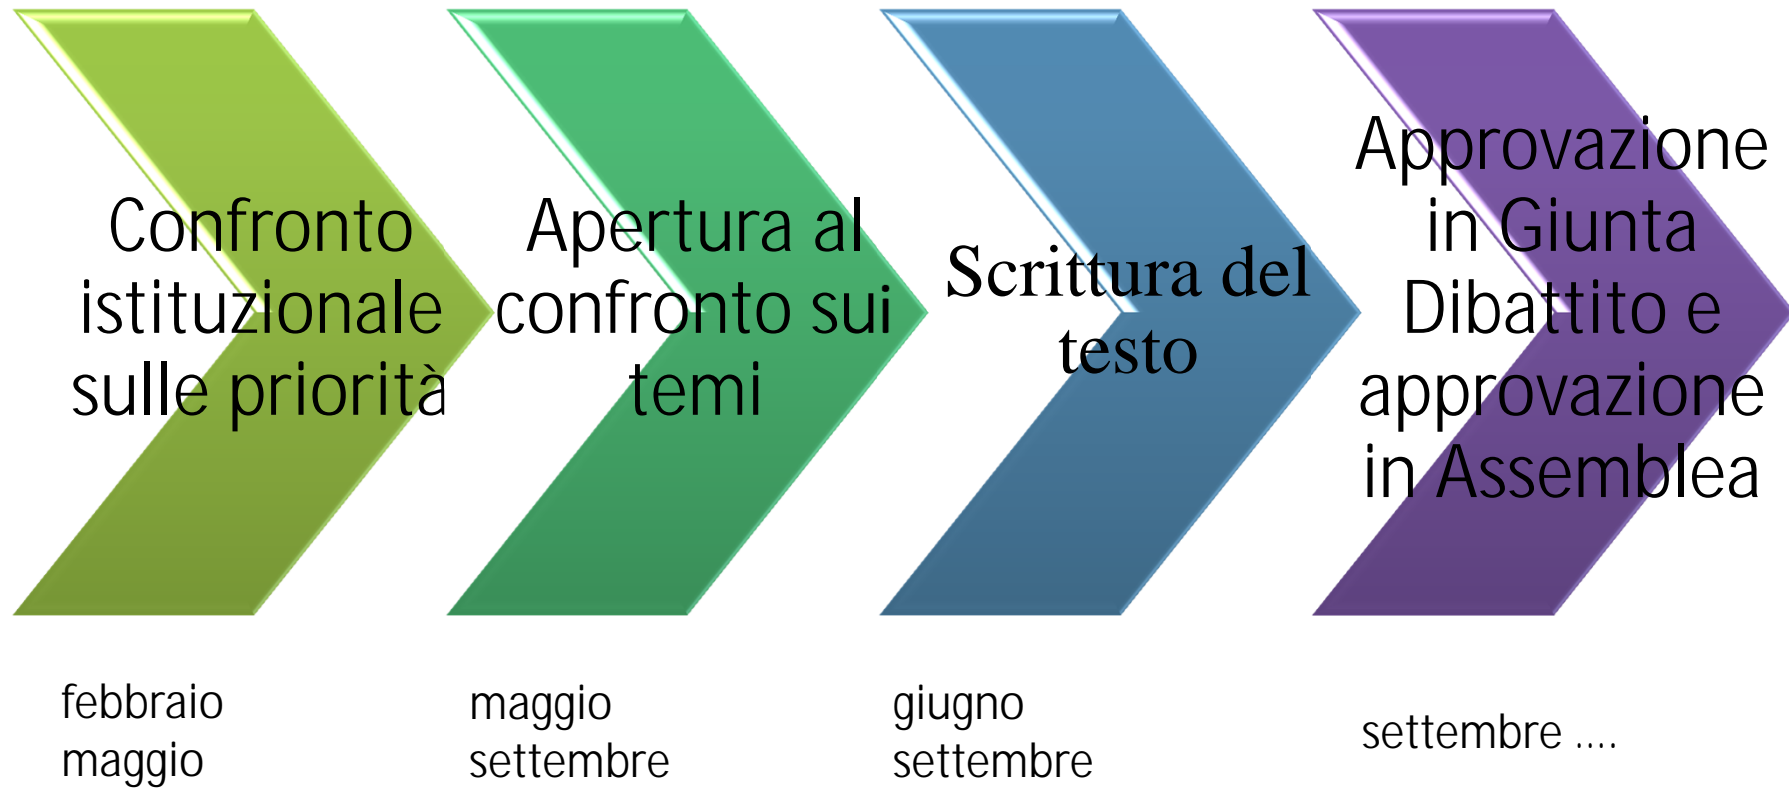 Confronto
istituzionale
sulle priorità
Apertura al
confronto sui
temi
Scrittura del
testo
Approvazione
in Giunta
Dibattito e
approvazione
in Assemblea
febbraio
maggio
maggio
settembre
giugno
settembre
settembre ....